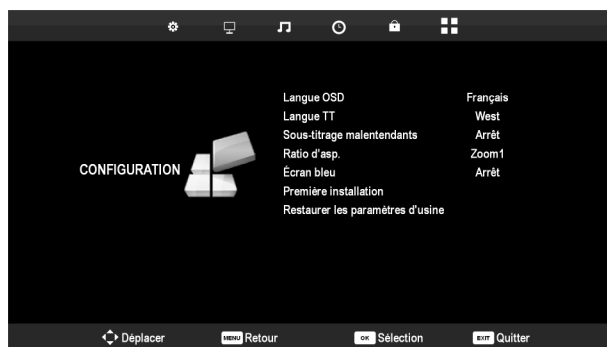 Langue OSD Français
Langue TT West
Sous-titrage malentendants Arrêt
Ratio d'asp. Zoom1
CONFIGURATION
Écran bleu Arrêt
Première installation
Restaurer les paramètres d'usine
Déplacer MENU Retour OK Sélection EXIT Quitter